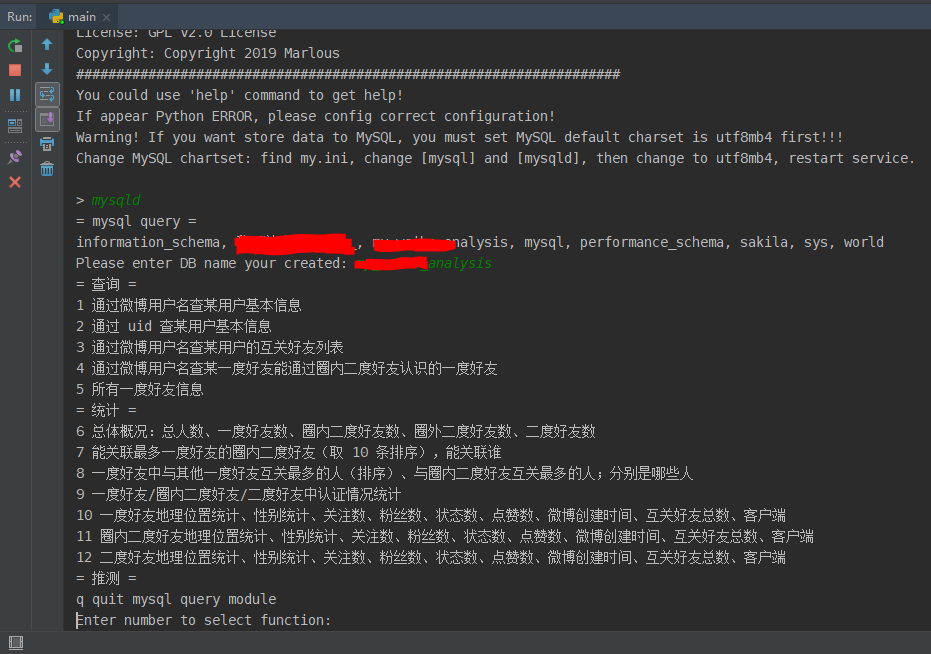 Run: main
License: GPL v2.0 License
Copyright: Copyright 2019 Marlous
####################################################################
You could use 'help' command to get help!
If appear Python ERROR, please config correct configuration!
Warning! If you want store data to MySQL, you must set MySQL default charset is utf8mb4 first!!!
Change MySQL chartset: find my.ini, change [mysql] and [mysqld], then change to utf8mb4, restart service.
> mysqld
= mysql query =
information_schema, , analysis, mysql, performance_schema, sakila, sys, world
Please enter DB name your created: analysis
= 查询 =
1 通过微博用户名查某用户基本信息
2 通过 uid 查某用户基本信息
3 通过微博用户名查某用户的互关好友列表
4 通过微博用户名查某一度好友能通过圈内二度好友认识的一度好友
5 所有一度好友信息
= 统计 =
6 总体概况：总人数、一度好友数、圈内二度好友数、圈外二度好友数、二度好友数
7 能关联最多一度好友的圈内二度好友（取 10 条排序），能关联谁
8 一度好友中与其他一度好友互关最多的人（排序）、与圈内二度好友互关最多的人；分别是哪些人
9 一度好友/圈内二度好友/二度好友中认证情况统计
10 一度好友地理位置统计、性别统计、关注数、粉丝数、状态数、点赞数、微博创建时间、互关好友总数、客户端
11 圈内二度好友地理位置统计、性别统计、关注数、粉丝数、状态数、点赞数、微博创建时间、互关好友总数、客户端
12 二度好友地理位置统计、性别统计、关注数、粉丝数、状态数、点赞数、微博创建时间、互关好友总数、客户端
= 推测 =
q quit mysql query module
Enter number to select function: